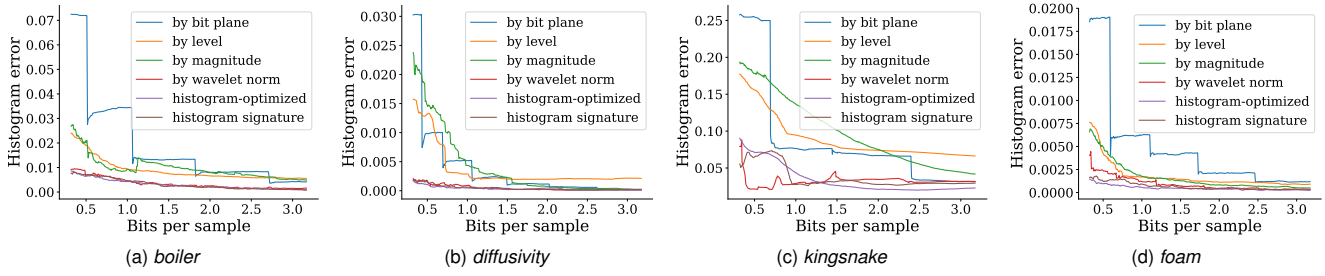 Histogram error
0.07
0.06
0.05
0.04
0.03
0.02
0.01
0.00
0.5 1.0 1.5 2.0 2.5 3.0
Bits per sample
by bit plane
by level
by magnitude
by wavelet norm
histogram-optimized
histogram signature
(a) boiler
Histogram error
0.030
0.025
0.020
0.015
0.010
0.005
0.000
0.5 1.0 1.5 2.0 2.5 3.0
Bits per sample
by bit plane
by level
by magnitude
by wavelet norm
histogram-optimized
histogram signature
(b) diffusivity
Histogram error
0.25
0.20
0.15
0.10
0.05
0.5 1.0 1.5 2.0 2.5 3.0
Bits per sample
by bit plane
by level
by magnitude
by wavelet norm
histogram-optimized
histogram signature
(c) kingsnake
Histogram error
0.0200
0.0175
0.0150
0.0125
0.0100
0.0075
0.0050
0.0025
0.0000
0.5 1.0 1.5 2.0 2.5 3.0
Bits per sample
by bit plane
by level
by magnitude
by wavelet norm
histogram-optimized
histogram signature
(d) foam